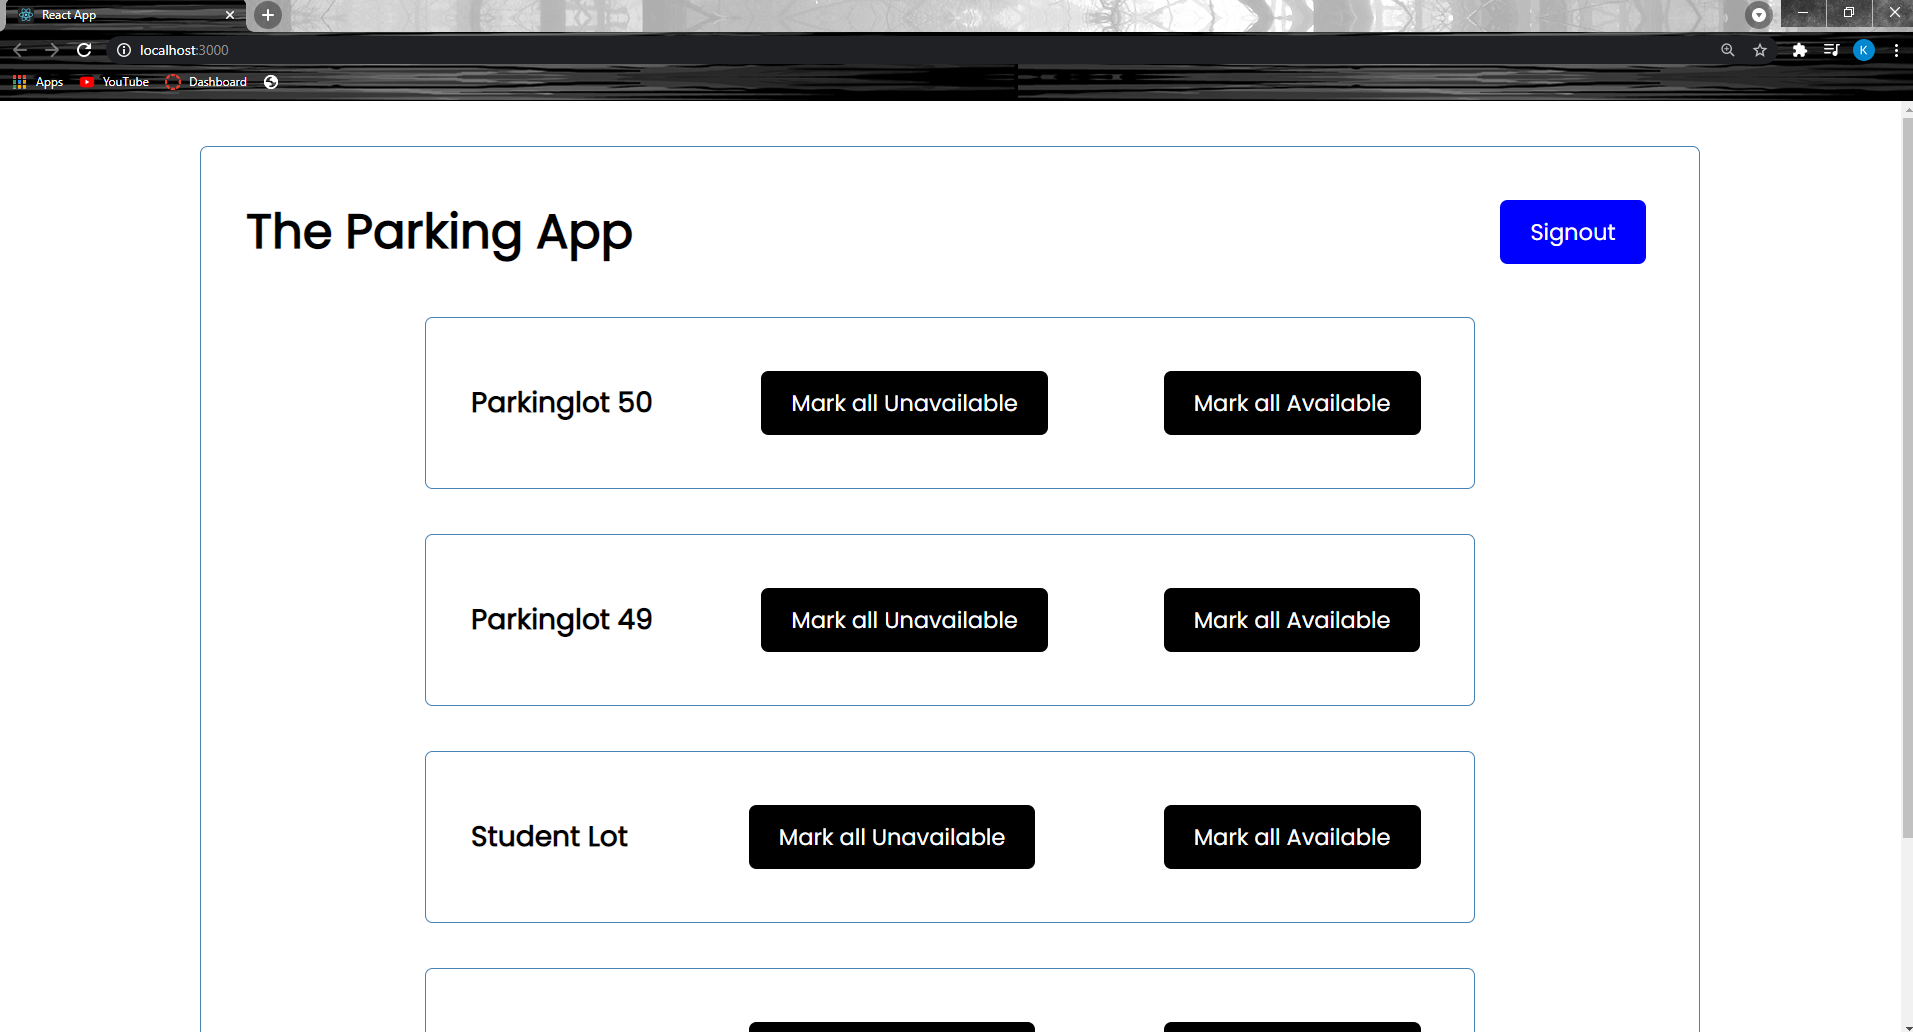 React App
localhost:3000
K
Apps YouTube Dashboard
The Parking App
Signout
Parkinglot 50 Mark all Unavailable Mark all Available
Parkinglot 49 Mark all Unavailable Mark all Available
Student Lot Mark all Unavailable Mark all Available